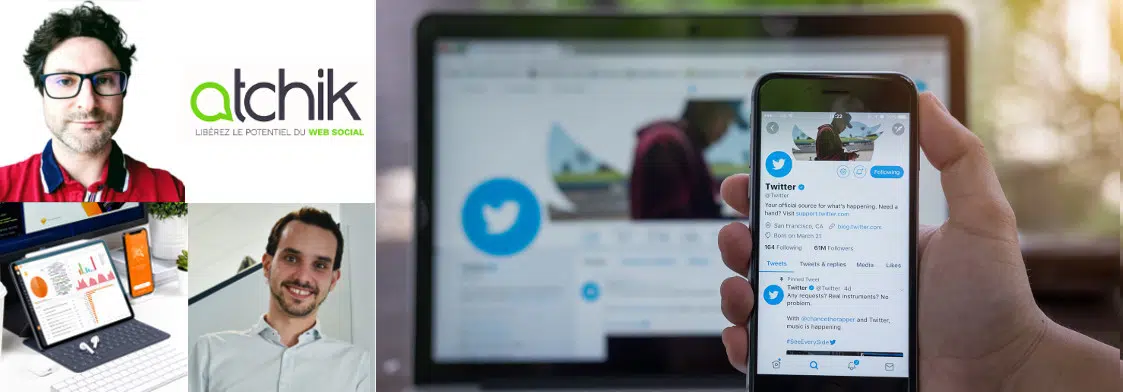 atchik
LIBÉREZ LE POTENTIEL DU WEB SOCIAL
Following
Twitter
@Twitter
Your official source for what's happening. Need a
hand? Visit support.twitter.com
San Francisco, CA blog.twitter.com
Born on March 21
164 Following 61M Followers
Tweets Tweets & replies Media Likes
Pinned Tweet
Twitter @Twitter · 4d
Any requests? Real instruments? No
problem.
With @chancetherapper and Twitter,
music is happening
#SeeEverySide